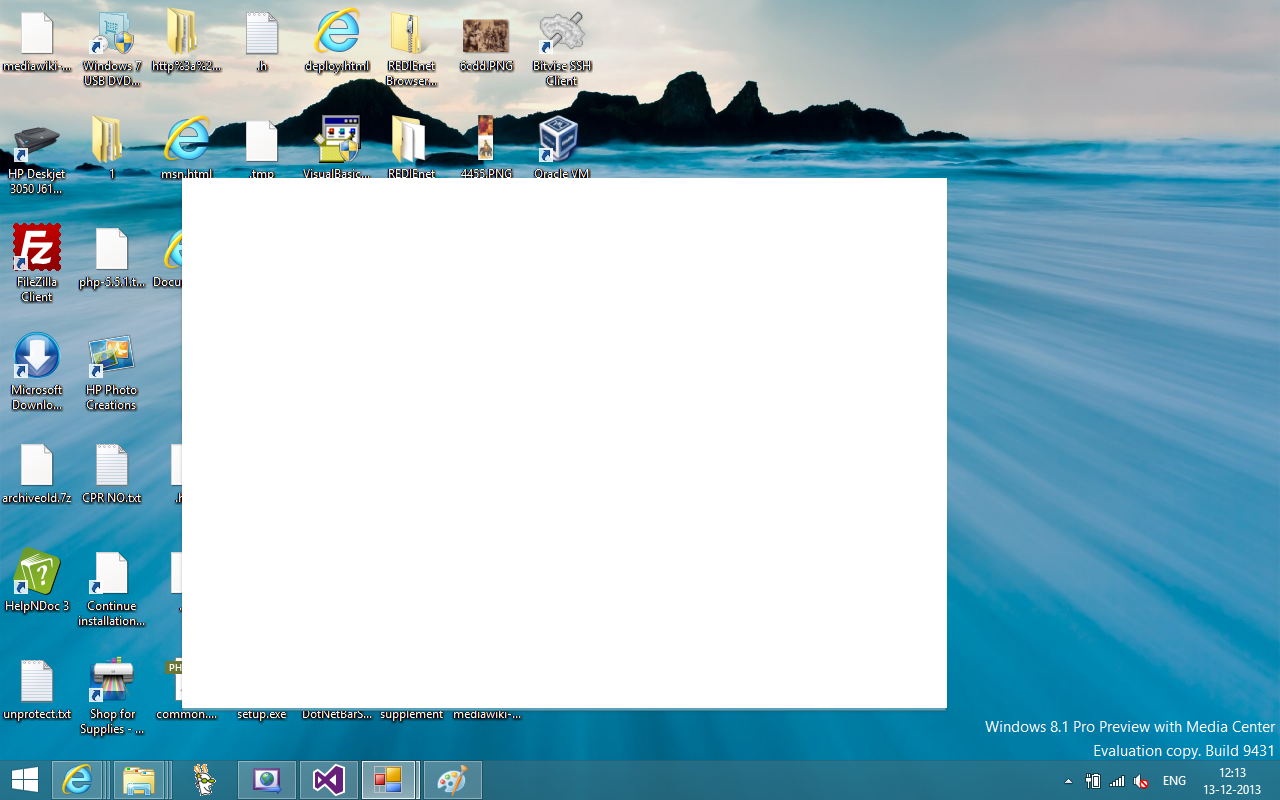 mediawiki-...
Windows 7
USB DVD...
http%3a%2...
.h
deploy.html
REDIEnet
Browser...
6cdd.PNG
Bitvise SSH
Client
HP Deskjet
3050 J61...
1
msn.html
.tmp
VisualBasic...
REDIEnet
4455.PNG
Oracle VM
FileZilla
Client
php-5.5.1.t...
Docu
Microsoft
Downlo...
HP Photo
Creations
archiveold.7z
CPR NO.txt
.h
HelpNDoc 3
Continue
installation...
unprotect.txt
Shop for
Supplies - ...
PH
common....
setup.exe
DotNetBarS...
supplement
mediawiki-...
Windows 8.1 Pro Preview with Media Center
Evaluation copy. Build 9431
ENG
12:13
13-12-2013